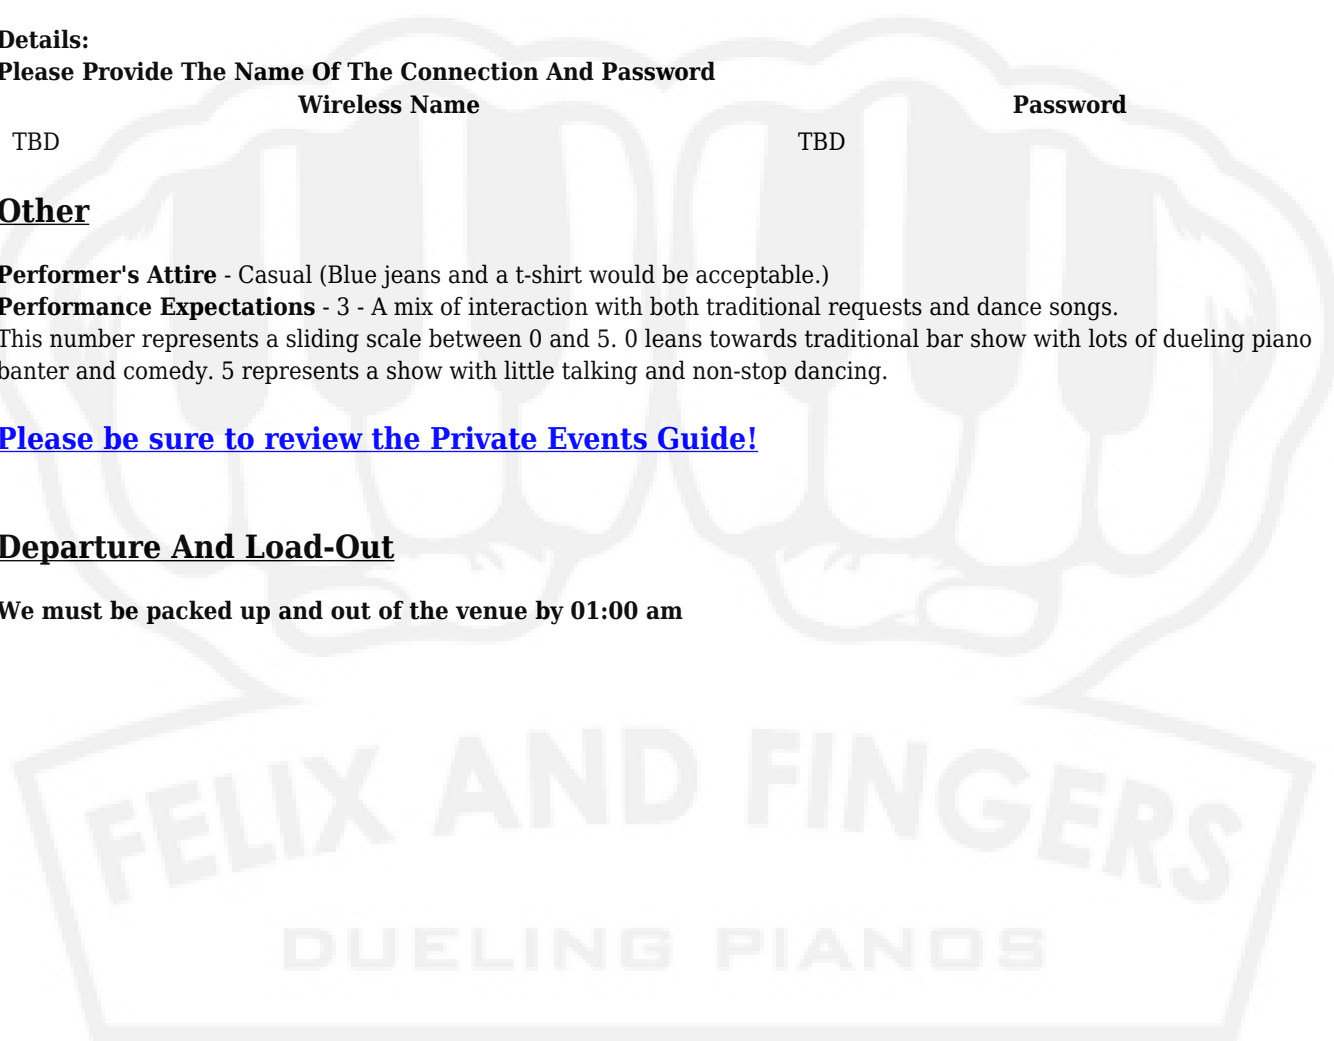 Details:
Please Provide The Name Of The Connection And Password
Wireless Name Password
TBD TBD
Other
Performer's Attire - Casual (Blue jeans and a t-shirt would be acceptable.)
Performance Expectations - 3 - A mix of interaction with both traditional requests and dance songs.
This number represents a sliding scale between 0 and 5. 0 leans towards traditional bar show with lots of dueling piano
banter and comedy. 5 represents a show with little talking and non-stop dancing.
Please be sure to review the Private Events Guide!
Departure And Load-Out
We must be packed up and out of the venue by 01:00 am
FELIX AND FINGERS
DUELING PIANOS